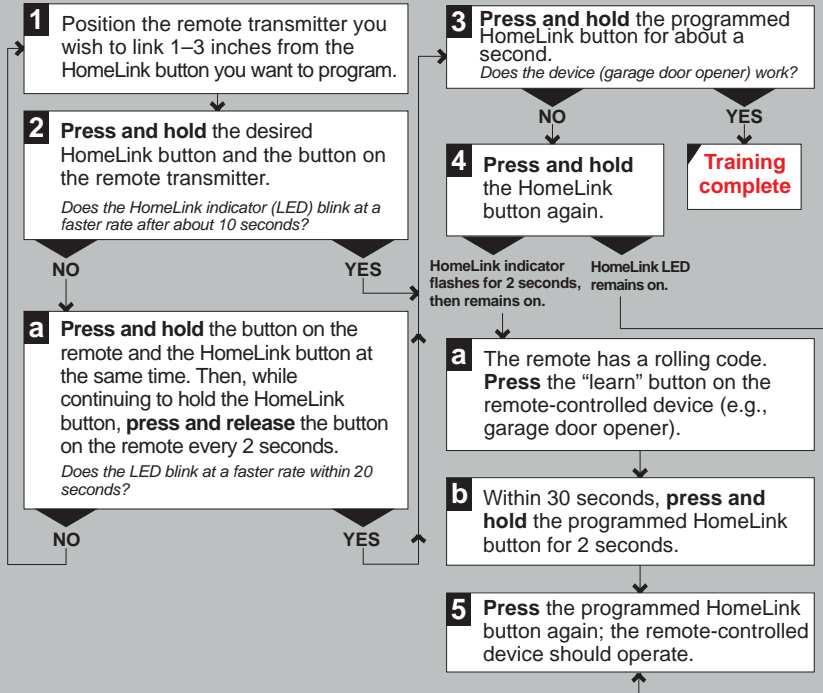 1 Position the remote transmitter you
wish to link 1–3 inches from the
HomeLink button you want to program.
2 Press and hold the desired
HomeLink button and the button on
the remote transmitter.
Does the HomeLink indicator (LED) blink at a
faster rate after about 10 seconds?
NO
YES
a Press and hold the button on the
remote and the HomeLink button at
the same time. Then, while
continuing to hold the HomeLink
button, press and release the button
on the remote every 2 seconds.
Does the LED blink at a faster rate within 20
seconds?
NO
YES
3 Press and hold the programmed
HomeLink button for about a
second.
Does the device (garage door opener) work?
NO
YES
4 Press and hold
the HomeLink
button again.
Training
complete
HomeLink indicator
flashes for 2 seconds,
then remains on.
HomeLink LED
remains on.
a The remote has a rolling code.
Press the “learn” button on the
remote-controlled device (e.g.,
garage door opener).
b Within 30 seconds, press and
hold the programmed HomeLink
button for 2 seconds.
5 Press the programmed HomeLink
button again; the remote-controlled
device should operate.